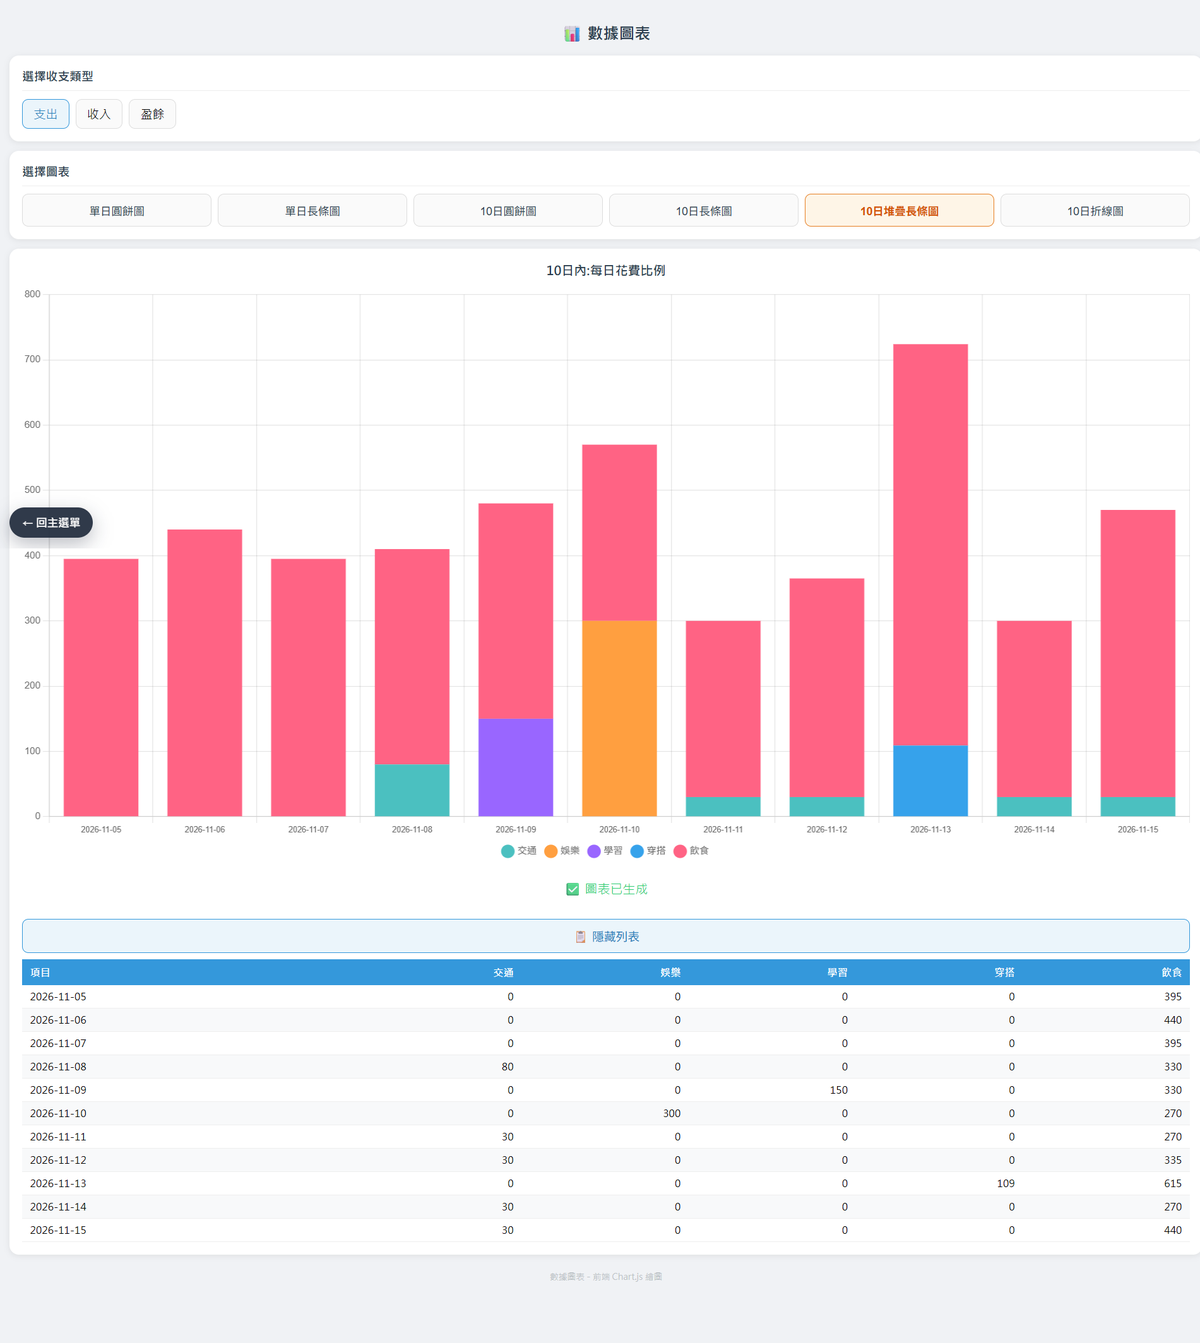 📊 數據圖表
選擇收支類型
支出 收入 盈餘
選擇圖表
單日圓餅圖 單日長條圖 10日圓餅圖 10日長條圖 10日堆疊長條圖 10日折線圖
10日內:每日花費比例
800
700
600
500
← 回主選單
400
300
200
100
0
2026-11-05 2026-11-06 2026-11-07 2026-11-08 2026-11-09 2026-11-10 2026-11-11 2026-11-12 2026-11-13 2026-11-14 2026-11-15
交通 娛樂 學習 穿搭 飲食
✅ 圖表已生成
📋 隱藏列表
項目 交通 娛樂 學習 穿搭 飲食
2026-11-05 0 0 0 0 395
2026-11-06 0 0 0 0 440
2026-11-07 0 0 0 0 395
2026-11-08 80 0 0 0 330
2026-11-09 0 0 150 0 330
2026-11-10 0 300 0 0 270
2026-11-11 30 0 0 0 270
2026-11-12 30 0 0 0 335
2026-11-13 0 0 0 109 615
2026-11-14 30 0 0 0 270
2026-11-15 30 0 0 0 440
數據圖表 - 前端 Chart.js 繪圖